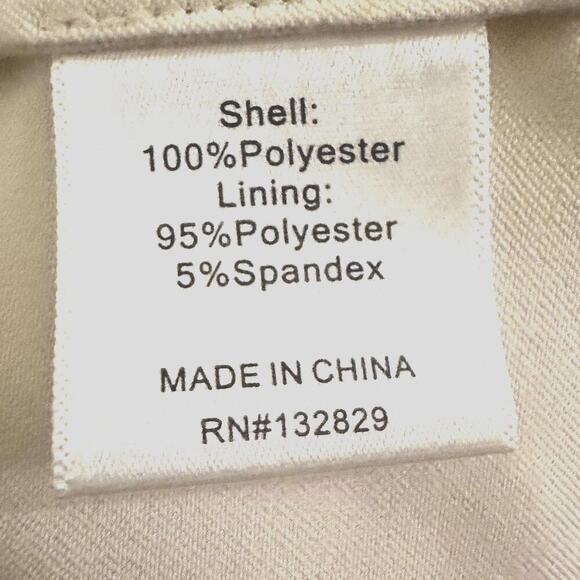 Shell:
100%Polyester
Lining:
95%Polyester
5%Spandex
MADE IN CHINA
RN#132829